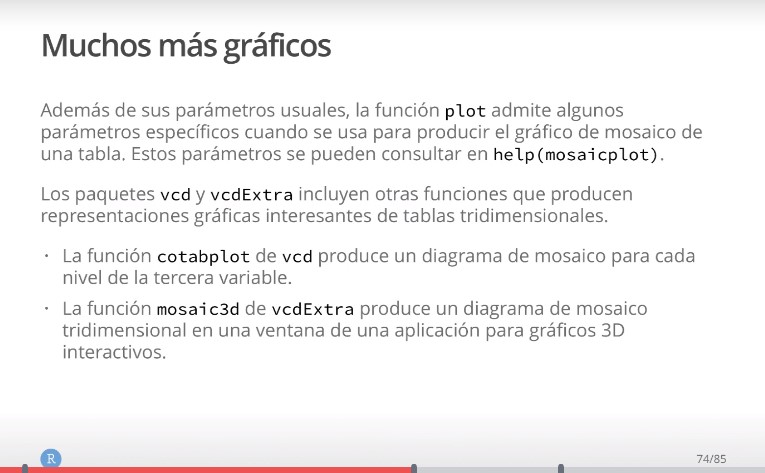 Muchos más gráficos
Además de sus parámetros usuales, la función plot admite algunos
parámetros específicos cuando se usa para producir el gráfico de mosaico de
una tabla. Estos parámetros se pueden consultar en help(mosaicplot).
Los paquetes vcd y vcdExtra incluyen otras funciones que producen
representaciones gráficas interesantes de tablas tridimensionales.
· La función cotabplot de vcd produce un diagrama de mosaico para cada
nivel de la tercera variable.
· La función mosaic3d de vcdExtra produce un diagrama de mosaico
tridimensional en una ventana de una aplicación para gráficos 3D
interactivos.
R
74/85